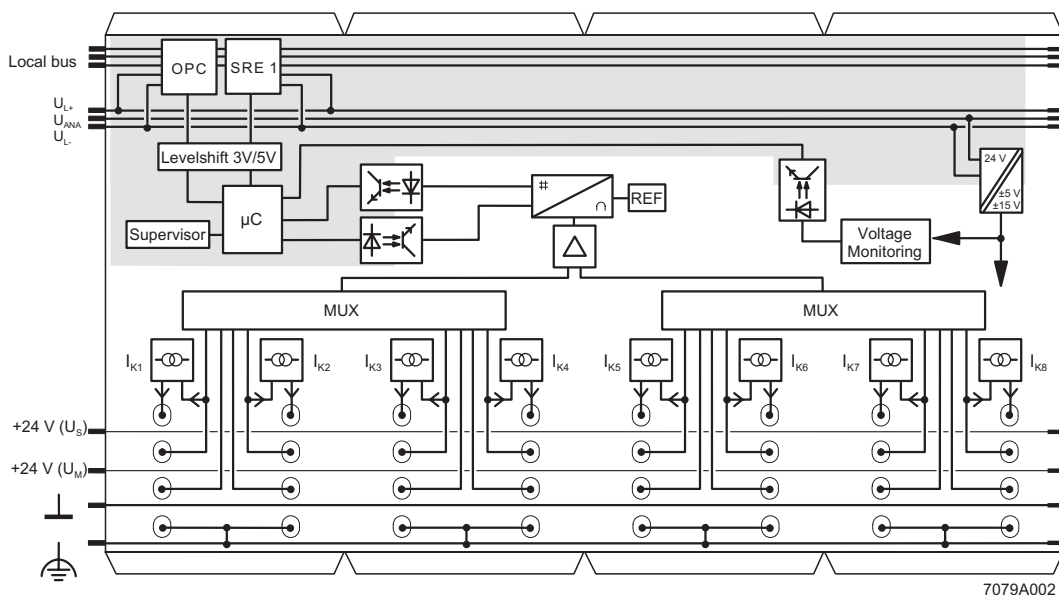 Local bus
OPC
SRE 1
U_L+
U_ANA
U_L-
Levelshift 3V/5V
24 V
±5 V
±15 V
µC
#
∩
REF
Supervisor
Voltage
Monitoring
MUX
MUX
I_K1
I_K2
I_K3
I_K4
I_K5
I_K6
I_K7
I_K8
+24 V (U_S)
+24 V (U_M)
7079A002